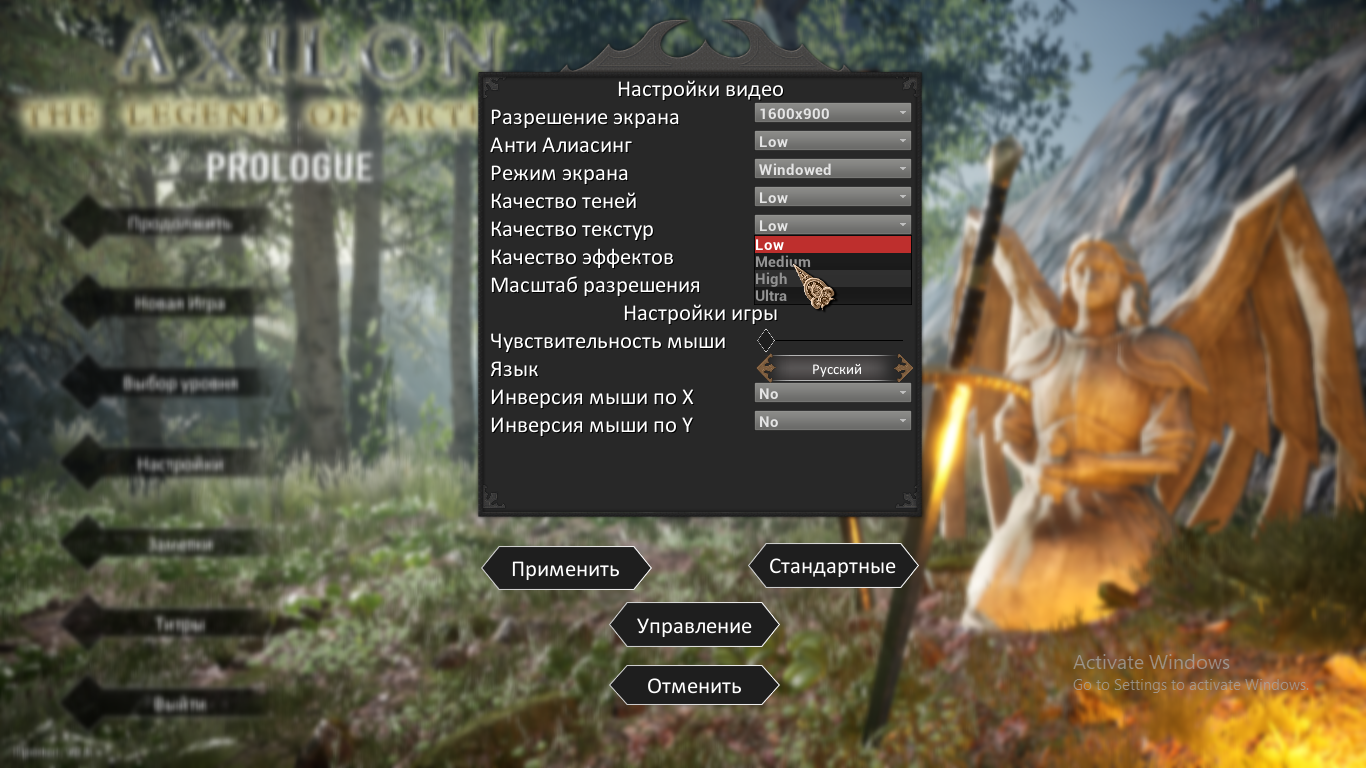 AXILON
THE LEGEND OF ARTE
PROLOGUE
Продолжить
Новая Игра
Выбор уровня
Настройки
Заметки
Титры
Выйти
Настройки видео
Разрешение экрана 1600x900
Анти Алиасинг Low
Режим экрана Windowed
Качество теней Low
Качество текстур Low
Low
Medium
High
Ultra
Качество эффектов
Масштаб разрешения
Настройки игры
Чувствительность мыши
Язык Русский
Инверсия мыши по X No
Инверсия мыши по Y No
Применить
Стандартные
Управление
Отменить
Activate Windows
Go to Settings to activate Windows.